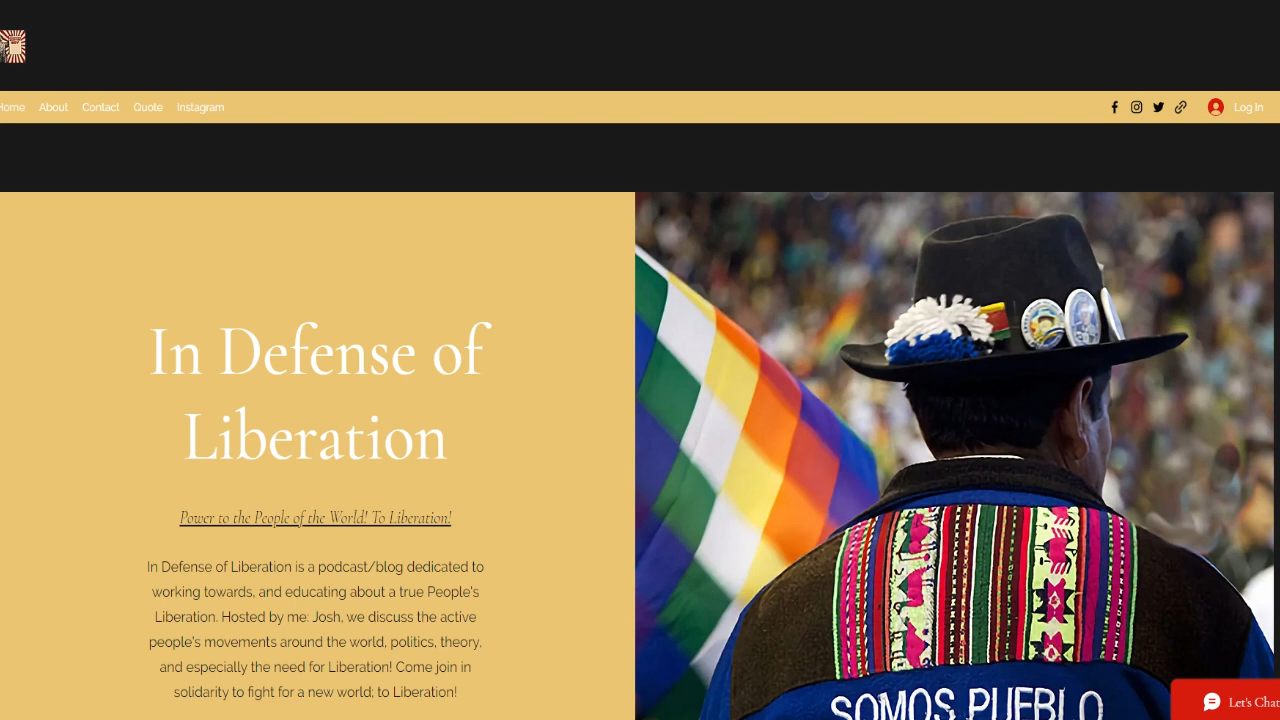 Home About Contact Quote Instagram
Log In
In Defense of
Liberation
Power to the People of the World! To Liberation!
In Defense of Liberation is a podcast/blog dedicated to
working towards, and educating about a true People's
Liberation. Hosted by me: Josh, we discuss the active
people's movements around the world, politics, theory,
and especially the need for Liberation! Come join in
solidarity to fight for a new world; to Liberation!
SOMOS PUEBLO
Let's Chat